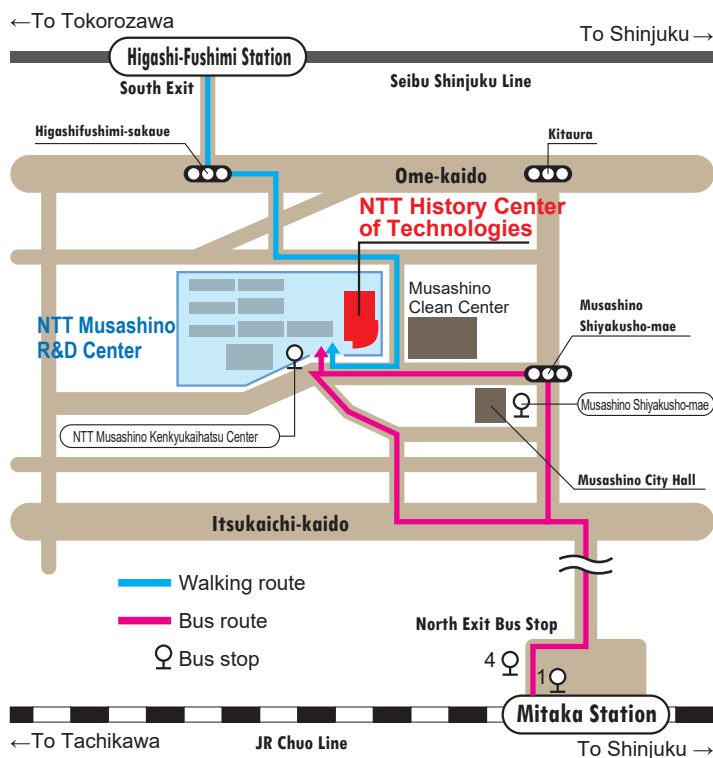 ←To Tokorozawa
To Shinjuku→
Higashi-Fushimi Station
South Exit
Seibu Shinjuku Line
Higashifushimi-sakaue
Kitaura
Ome-kaido
NTT History Center
of Technologies
Musashino
Clean Center
Musashino
Shiyakusho-mae
NTT Musashino
R&D Center
Musashino Shiyakusho-mae
NTT Musashino Kenkyukaihatsu Center
Musashino City Hall
Itsukaichi-kaido
Walking route
Bus route
Bus stop
North Exit Bus Stop
4
1
Mitaka Station
←To Tachikawa
JR Chuo Line
To Shinjuku→